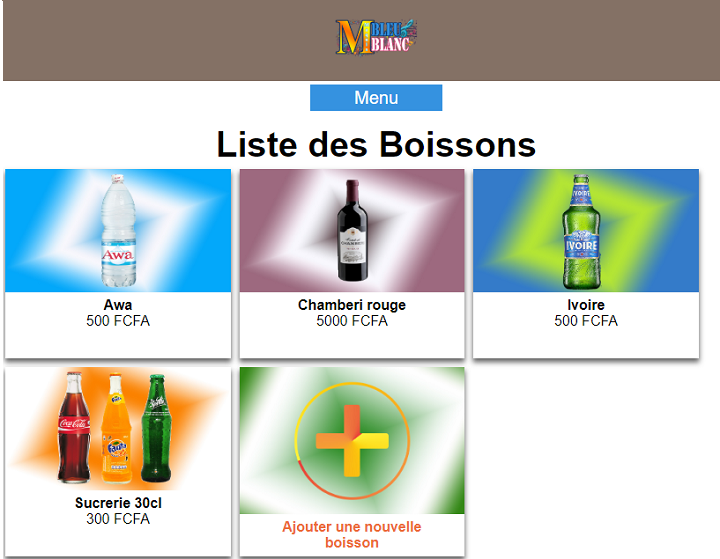 M BLEU
BLANC
Menu
Liste des Boissons
Awa
IVOIRE
IVOIRE
Awa
500 FCFA
Chamberi rouge
5000 FCFA
Ivoire
500 FCFA
Coca-Cola
Fanta
Sucrerie 30cl
300 FCFA
Ajouter une nouvelle
boisson